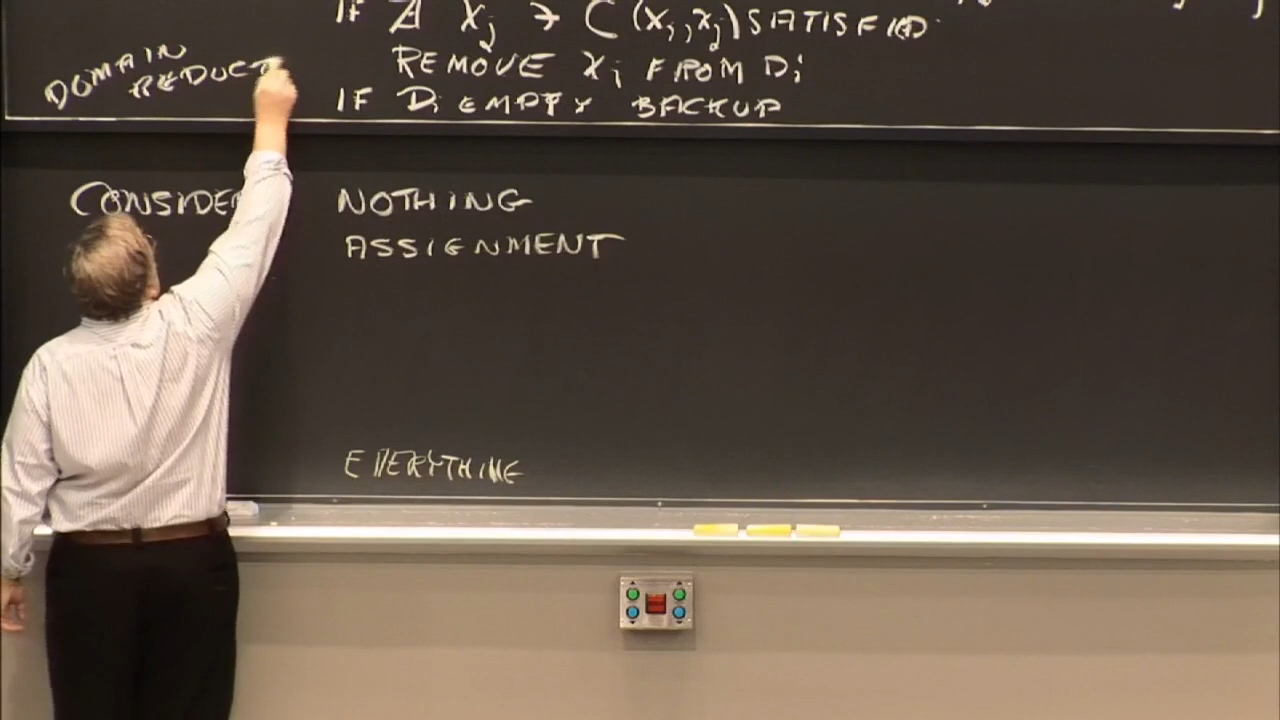 IF ∄ Xj ∋ C(xi,xj) SATISFIED
REMOVE Xi FROM Di
IF Di EMPTY BACKUP
DOMAIN
REDUCT
CONSIDER NOTHING
ASSIGNMENT
EVERYTHING